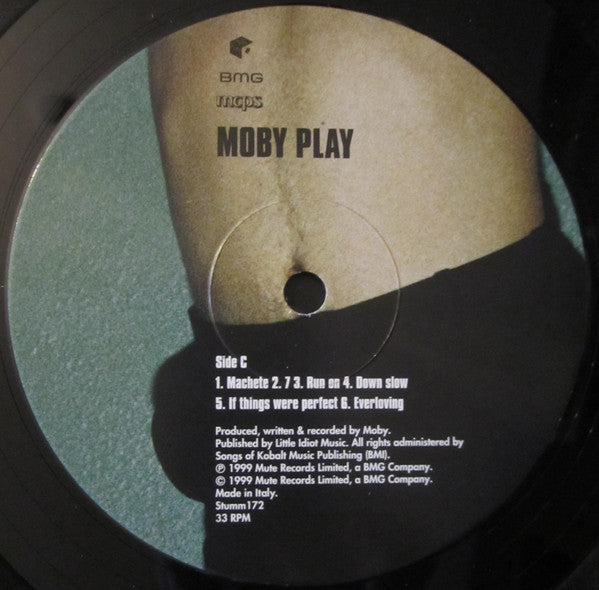 BMG
mcps
MOBY PLAY
Side C
1. Machete 2. 7 3. Run on 4. Down slow
5. If things were perfect 6. Everloving
Produced, written & recorded by Moby.
Published by Little Idiot Music. All rights administered by
Songs of Kobalt Music Publishing (BMI).
℗ 1999 Mute Records Limited, a BMG Company.
© 1999 Mute Records Limited, a BMG Company.
Made in Italy.
Stumm172
33 RPM